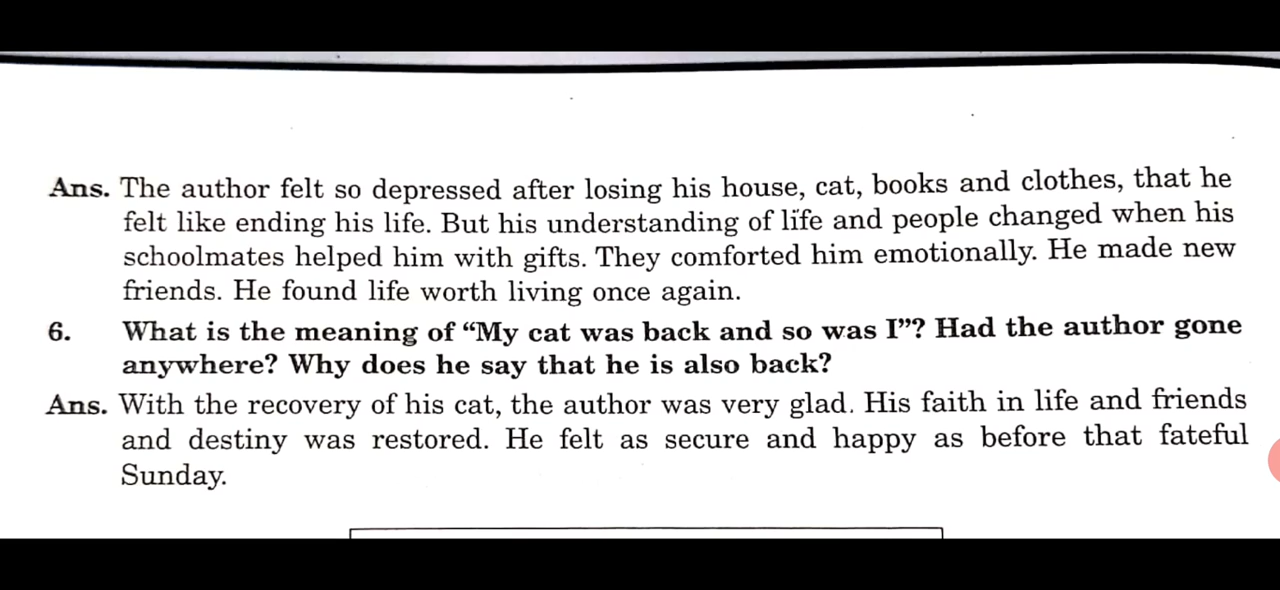 Ans. The author felt so depressed after losing his house, cat, books and clothes, that he
felt like ending his life. But his understanding of life and people changed when his
schoolmates helped him with gifts. They comforted him emotionally. He made new
friends. He found life worth living once again.
6. What is the meaning of “My cat was back and so was I”? Had the author gone
anywhere? Why does he say that he is also back?
Ans. With the recovery of his cat, the author was very glad. His faith in life and friends
and destiny was restored. He felt as secure and happy as before that fateful
Sunday.